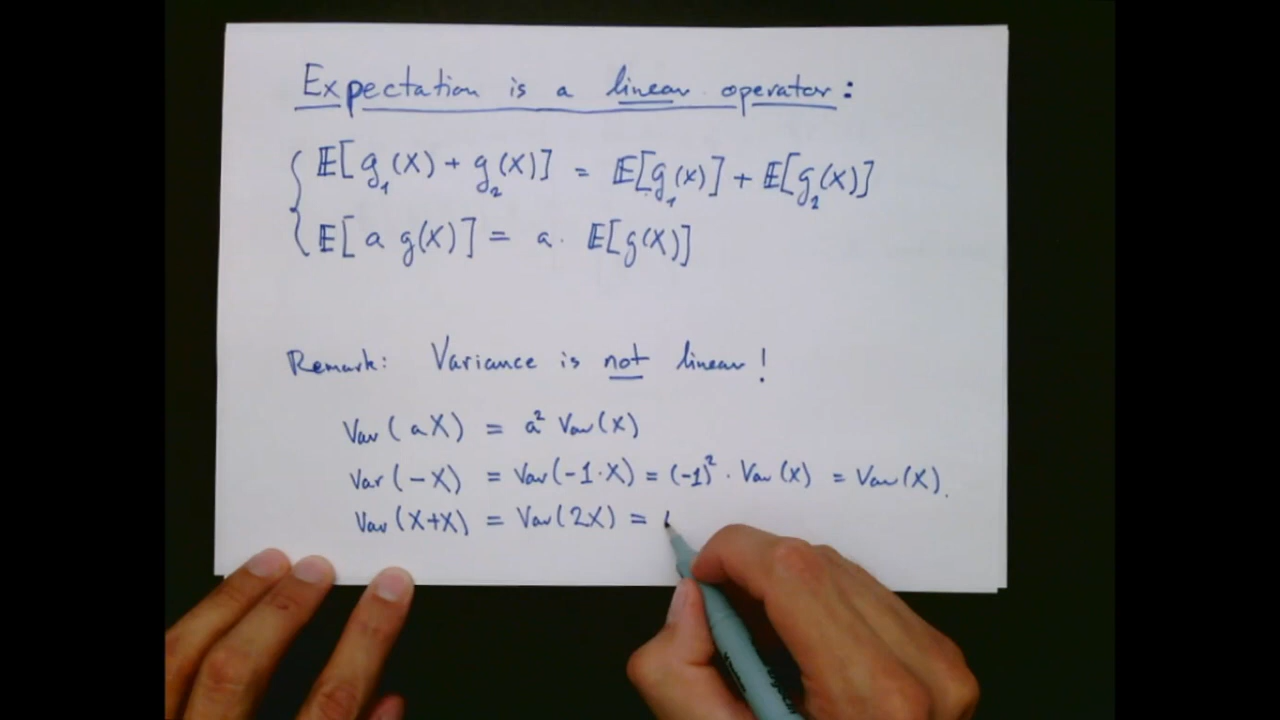 Expectation is a linear operator:
E[g₁(X) + g₂(X)] = E[g₁(X)] + E[g₂(X)]
E[a g(X)] = a · E[g(X)]
Remark: Variance is not linear!
Var(aX) = a² Var(X)
Var(-X) = Var(-1·X) = (-1)² · Var(X) = Var(X).
Var(X+X) = Var(2X) =